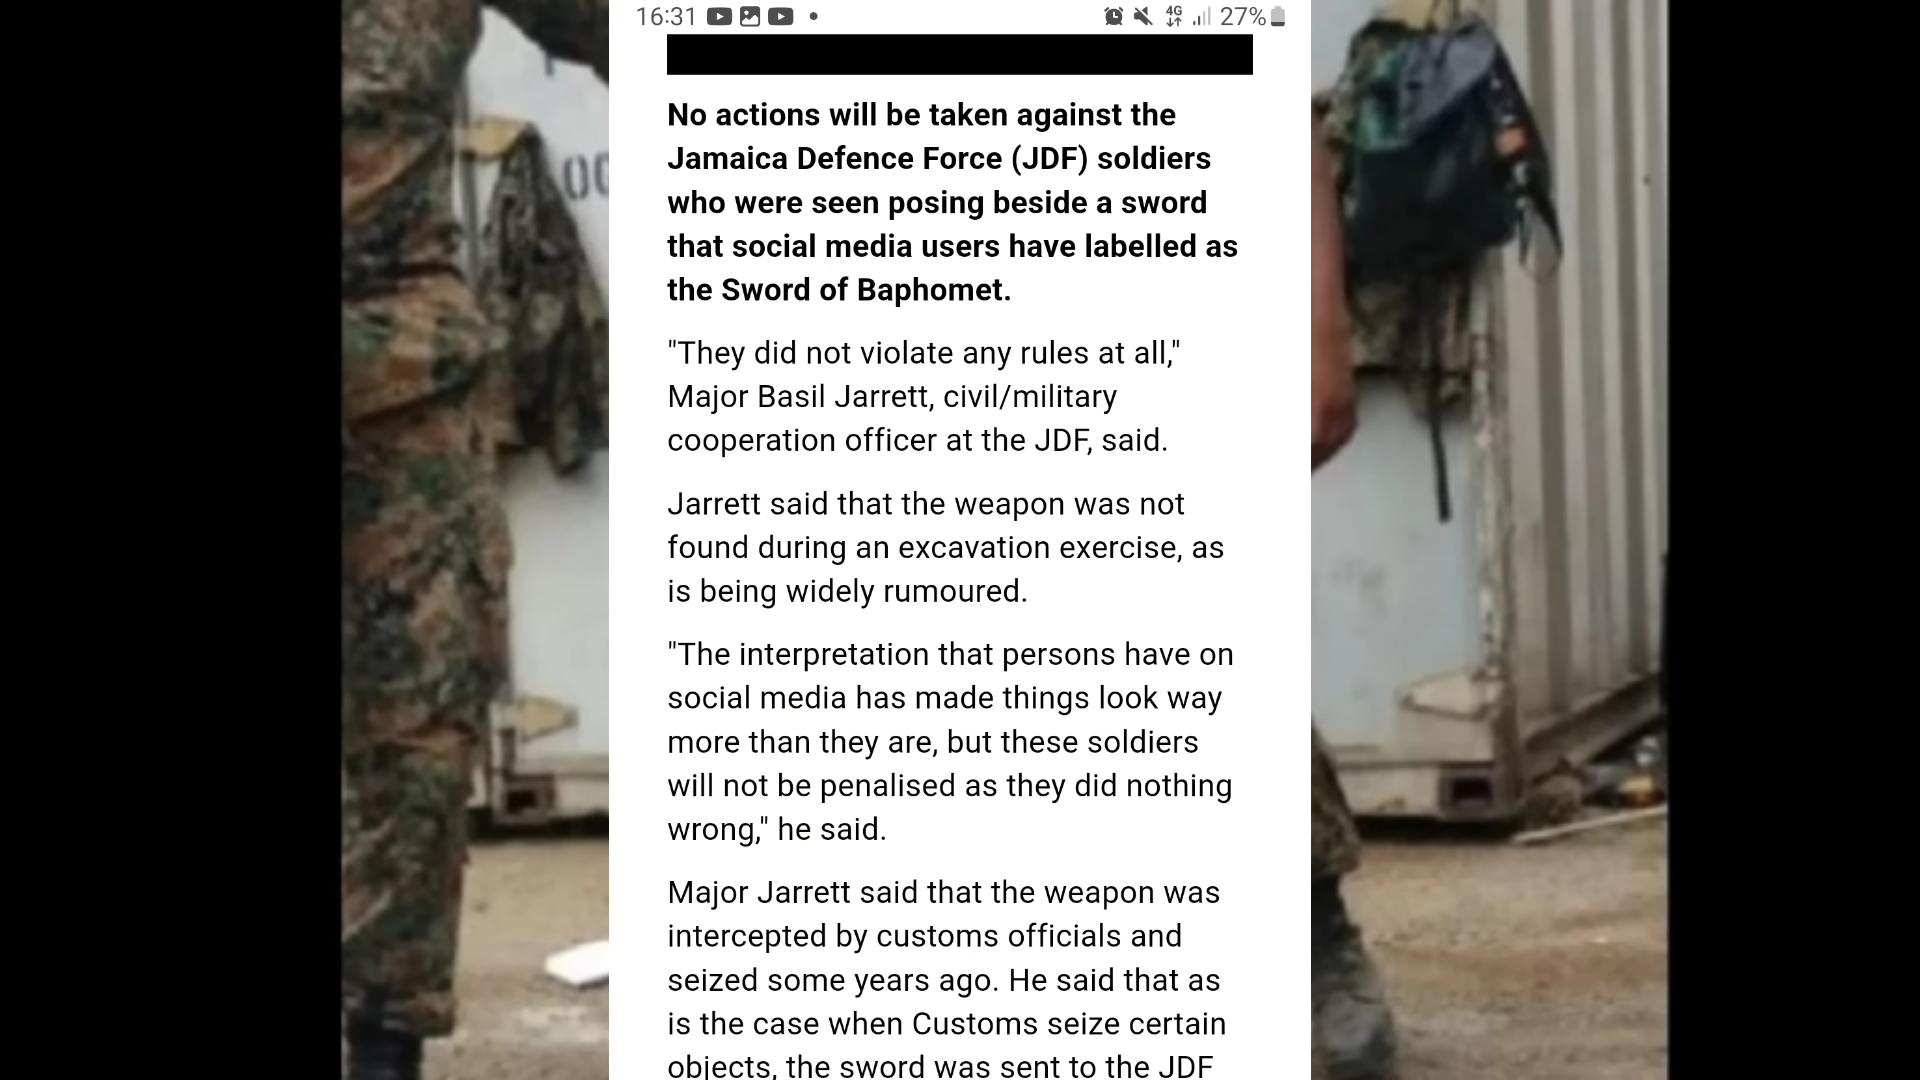 16:31 4G 27%
OC
No actions will be taken against the
Jamaica Defence Force (JDF) soldiers
who were seen posing beside a sword
that social media users have labelled as
the Sword of Baphomet.
"They did not violate any rules at all,"
Major Basil Jarrett, civil/military
cooperation officer at the JDF, said.
Jarrett said that the weapon was not
found during an excavation exercise, as
is being widely rumoured.
"The interpretation that persons have on
social media has made things look way
more than they are, but these soldiers
will not be penalised as they did nothing
wrong," he said.
Major Jarrett said that the weapon was
intercepted by customs officials and
seized some years ago. He said that as
is the case when Customs seize certain
objects, the sword was sent to the JDF